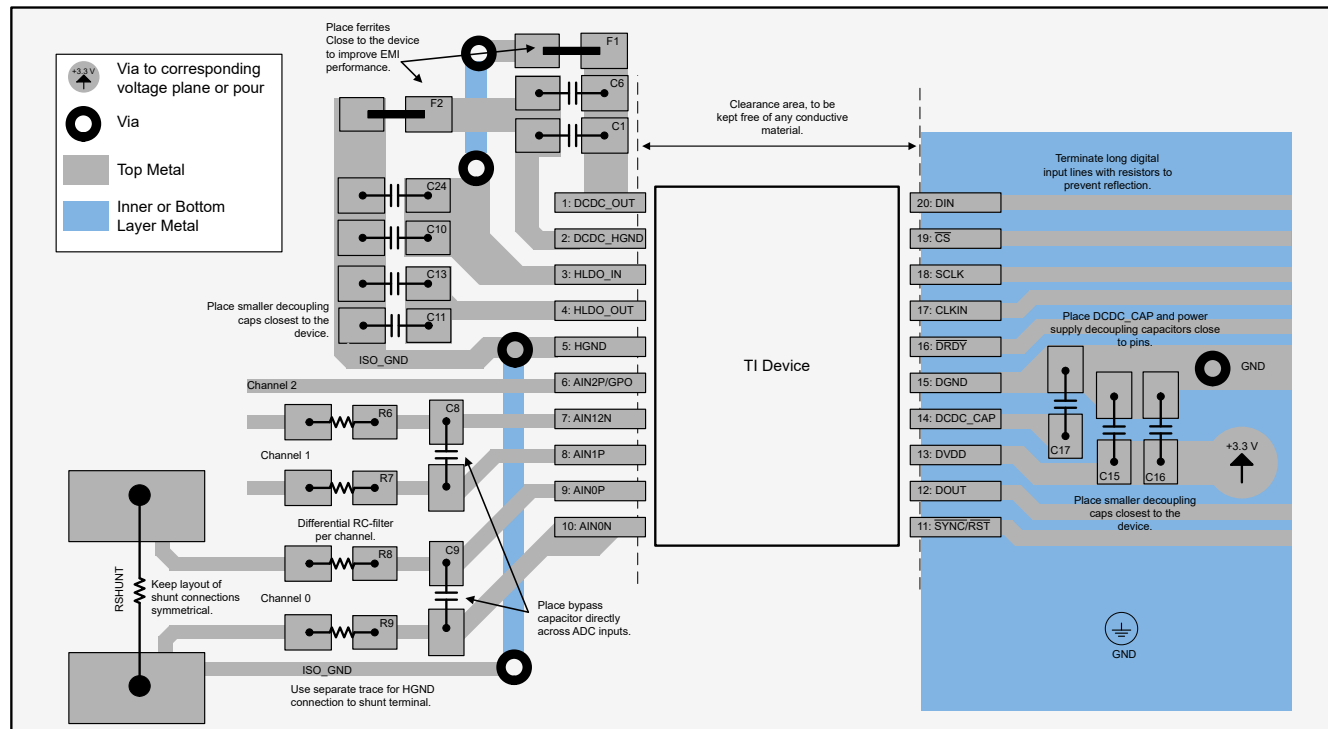 Place ferrites
Close to the device
to improve EMI
performance.
+3.3 V
Via to corresponding
voltage plane or pour
Via
Top Metal
Inner or Bottom
Layer Metal
F1
F2
C6
C1
C24
C10
C13
C11
Place smaller decoupling
caps closest to the
device.
ISO_GND
Channel 2
R6
C8
Channel 1
R7
Differential RC-filter
per channel.
R8
C9
RSHUNT
Keep layout of
shunt connections
symmetrical.
Channel 0
R9
Place bypass
capacitor directly
across ADC inputs.
ISO_GND
Use separate trace for HGND
connection to shunt terminal.
1: DCDC_OUT
2: DCDC_HGND
3: HLDO_IN
4: HLDO_OUT
5: HGND
6: AIN2P/GPO
7: AIN12N
8: AIN1P
9: AIN0P
10: AIN0N
Clearance area, to be
kept free of any conductive
material.
TI Device
Terminate long digital
input lines with resistors to
prevent reflection.
20: DIN
19: CS
18: SCLK
17: CLKIN
16: DRDY
15: DGND
14: DCDC_CAP
13: DVDD
12: DOUT
11: SYNC/RST
Place DCDC_CAP and power
supply decoupling capacitors close
to pins.
GND
C17
C15
C16
+3.3 V
Place smaller decoupling
caps closest to the
device.
GND